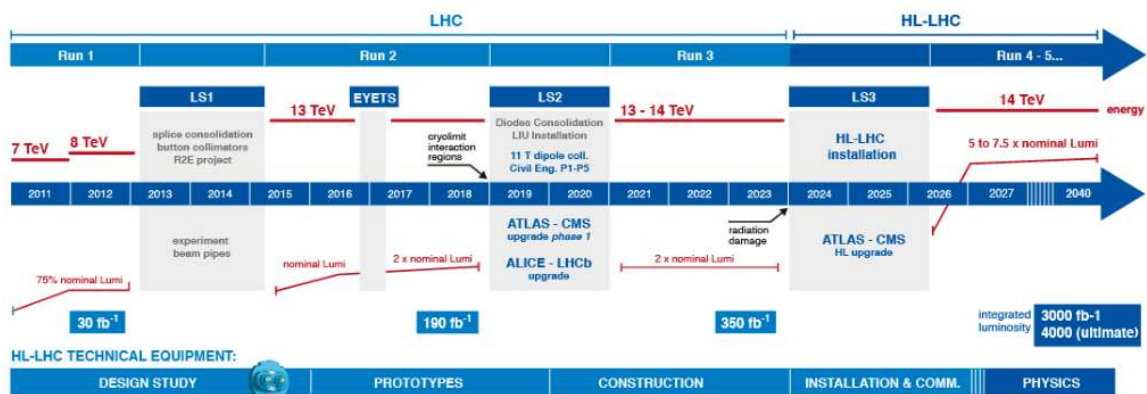 LHC
HL-LHC
Run 1
Run 2
Run 3
Run 4 - 5...
LS1
EYETS
LS2
LS3
7 TeV
8 TeV
13 TeV
13 - 14 TeV
14 TeV
energy
splice consolidation
button collimators
R2E project
cryolimit
interaction
regions
Diodes Consolidation
LIU Installation
11 T dipole coll.
Civil Eng. P1-P5
HL-LHC
installation
5 to 7.5 x nominal Lumi
2011 2012 2013 2014 2015 2016 2017 2018 2019 2020 2021 2022 2023 2024 2025 2026 2027 2040
experiment
beam pipes
ATLAS - CMS
upgrade phase 1
ALICE - LHCb
upgrade
radiation
damage
ATLAS - CMS
HL upgrade
75% nominal Lumi
nominal Lumi
2 x nominal Lumi
2 x nominal Lumi
30 fb-1
190 fb-1
350 fb-1
integrated
luminosity
3000 fb-1
4000 (ultimate)
HL-LHC TECHNICAL EQUIPMENT:
DESIGN STUDY
PROTOTYPES
CONSTRUCTION
INSTALLATION & COMM.
PHYSICS